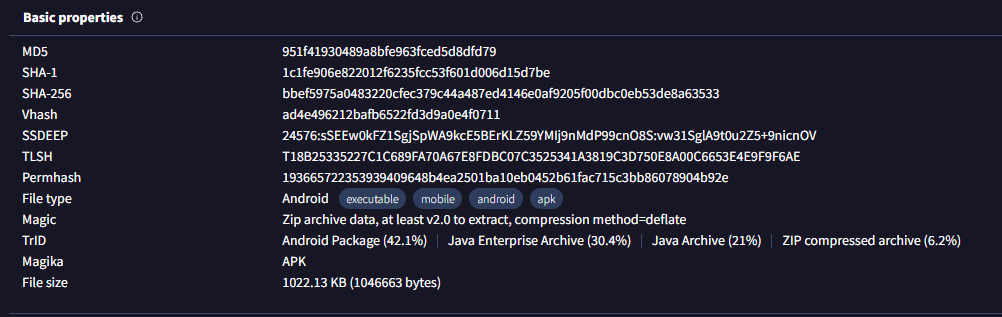 Basic properties
MD5 951f41930489a8bfe963fced5d8dfd79
SHA-1 1c1fe906e822012f6235fcc53f601d006d15d7be
SHA-256 bbef5975a0483220cfec379c44a487ed4146e0af9205f00dbc0eb53de8a63533
Vhash ad4e496212bafb6522fd3d9a0e4f0711
SSDEEP 24576:sSEEw0kFZ1SgjSpWA9kcE5BErKLZ59YMIj9nMdP99cnO8S:vw31SglA9t0u2Z5+9nicnOV
TLSH T18B25335227C1C689FA70A67E8FDBC07C3525341A3819C3D750E8A00C6653E4E9F9F6AE
Permhash 193665722353939409648b4ea2501ba10eb0452b61fac715c3bb86078904b92e
File type Android executable mobile android apk
Magic Zip archive data, at least v2.0 to extract, compression method=deflate
TrID Android Package (42.1%) Java Enterprise Archive (30.4%) Java Archive (21%) ZIP compressed archive (6.2%)
Magika APK
File size 1022.13 KB (1046663 bytes)